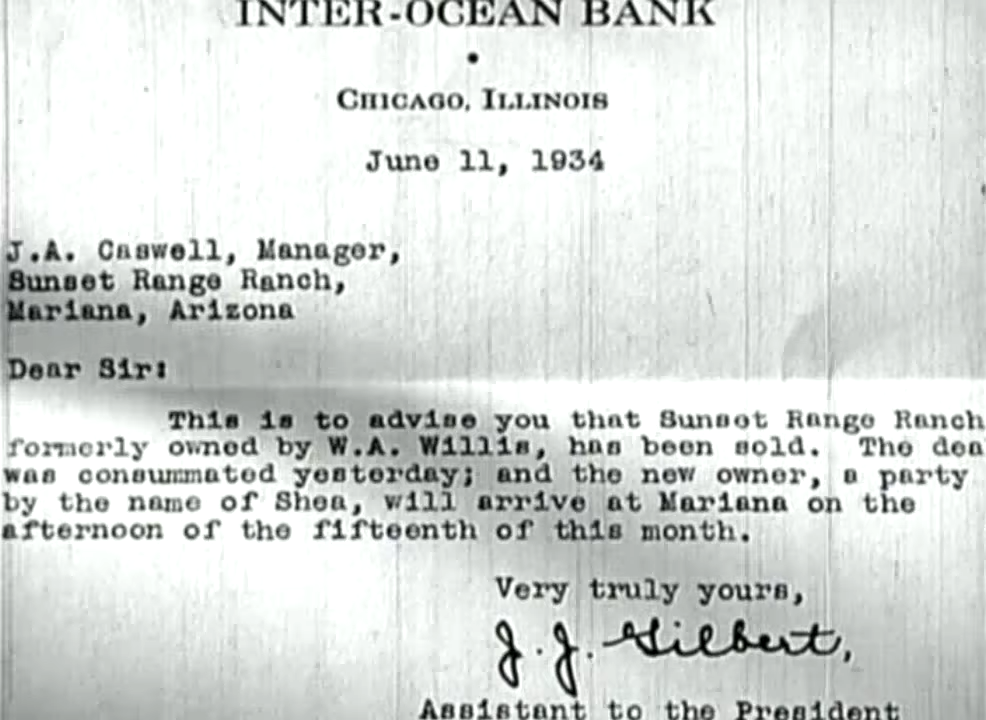 INTER-OCEAN BANK
CHICAGO, ILLINOIS
June 11, 1934
J.A. Caswell, Manager,
Sunset Range Ranch,
Mariana, Arizona
Dear Sir:
This is to advise you that Sunset Range Ranch
formerly owned by W.A. Willis, has been sold. The dea
was consummated yesterday; and the new owner, a party
by the name of Shea, will arrive at Mariana on the
afternoon of the fifteenth of this month.
Very truly yours,
J.J. Gilbert,
Assistant to the President